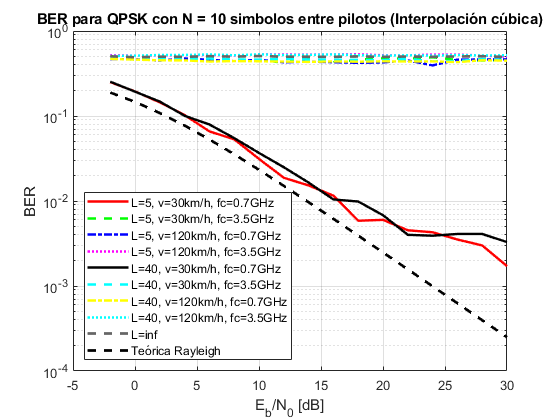 BER para QPSK con N = 10 simbolos entre pilotos (Interpolación cúbica)
10^0
10^-1
10^-2
10^-3
10^-4
BER
L=5, v=30km/h, fc=0.7GHz
L=5, v=30km/h, fc=3.5GHz
L=5, v=120km/h, fc=0.7GHz
L=5, v=120km/h, fc=3.5GHz
L=40, v=30km/h, fc=0.7GHz
L=40, v=30km/h, fc=3.5GHz
L=40, v=120km/h, fc=0.7GHz
L=40, v=120km/h, fc=3.5GHz
L=inf
Teórica Rayleigh
-5 0 5 10 15 20 25 30
E_b/N_0 [dB]